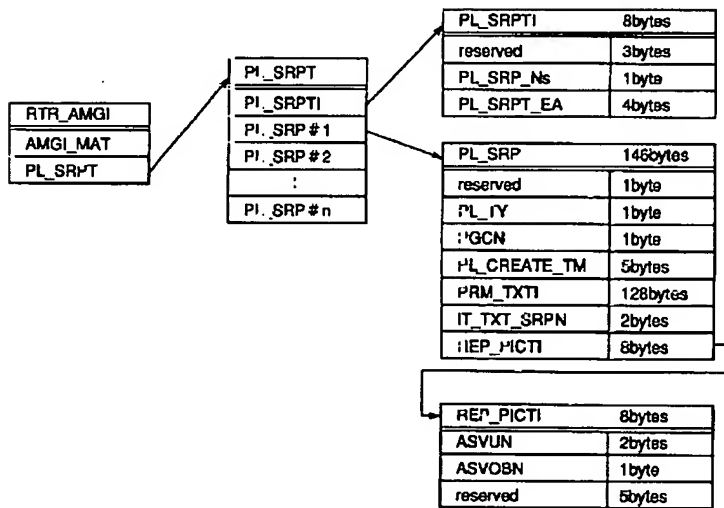 RTR_AMGI
AMGI_MAT
PL_SRPT
PL_SRPT
PL_SRPTI
PL_SRP #1
PL_SRP #2
:
PL_SRP #n
PL_SRPTI 8bytes
reserved 3bytes
PL_SRP_Ns 1byte
PL_SRPT_EA 4bytes
PL_SRP 146bytes
reserved 1byte
PL_TY 1byte
PGCN 1byte
PL_CREATE_TM 5bytes
PRM_TXTI 128bytes
IT_TXT_SRPN 2bytes
REP_PICTI 8bytes
REP_PICTI 8bytes
ASVUN 2bytes
ASVOBN 1byte
reserved 5bytes